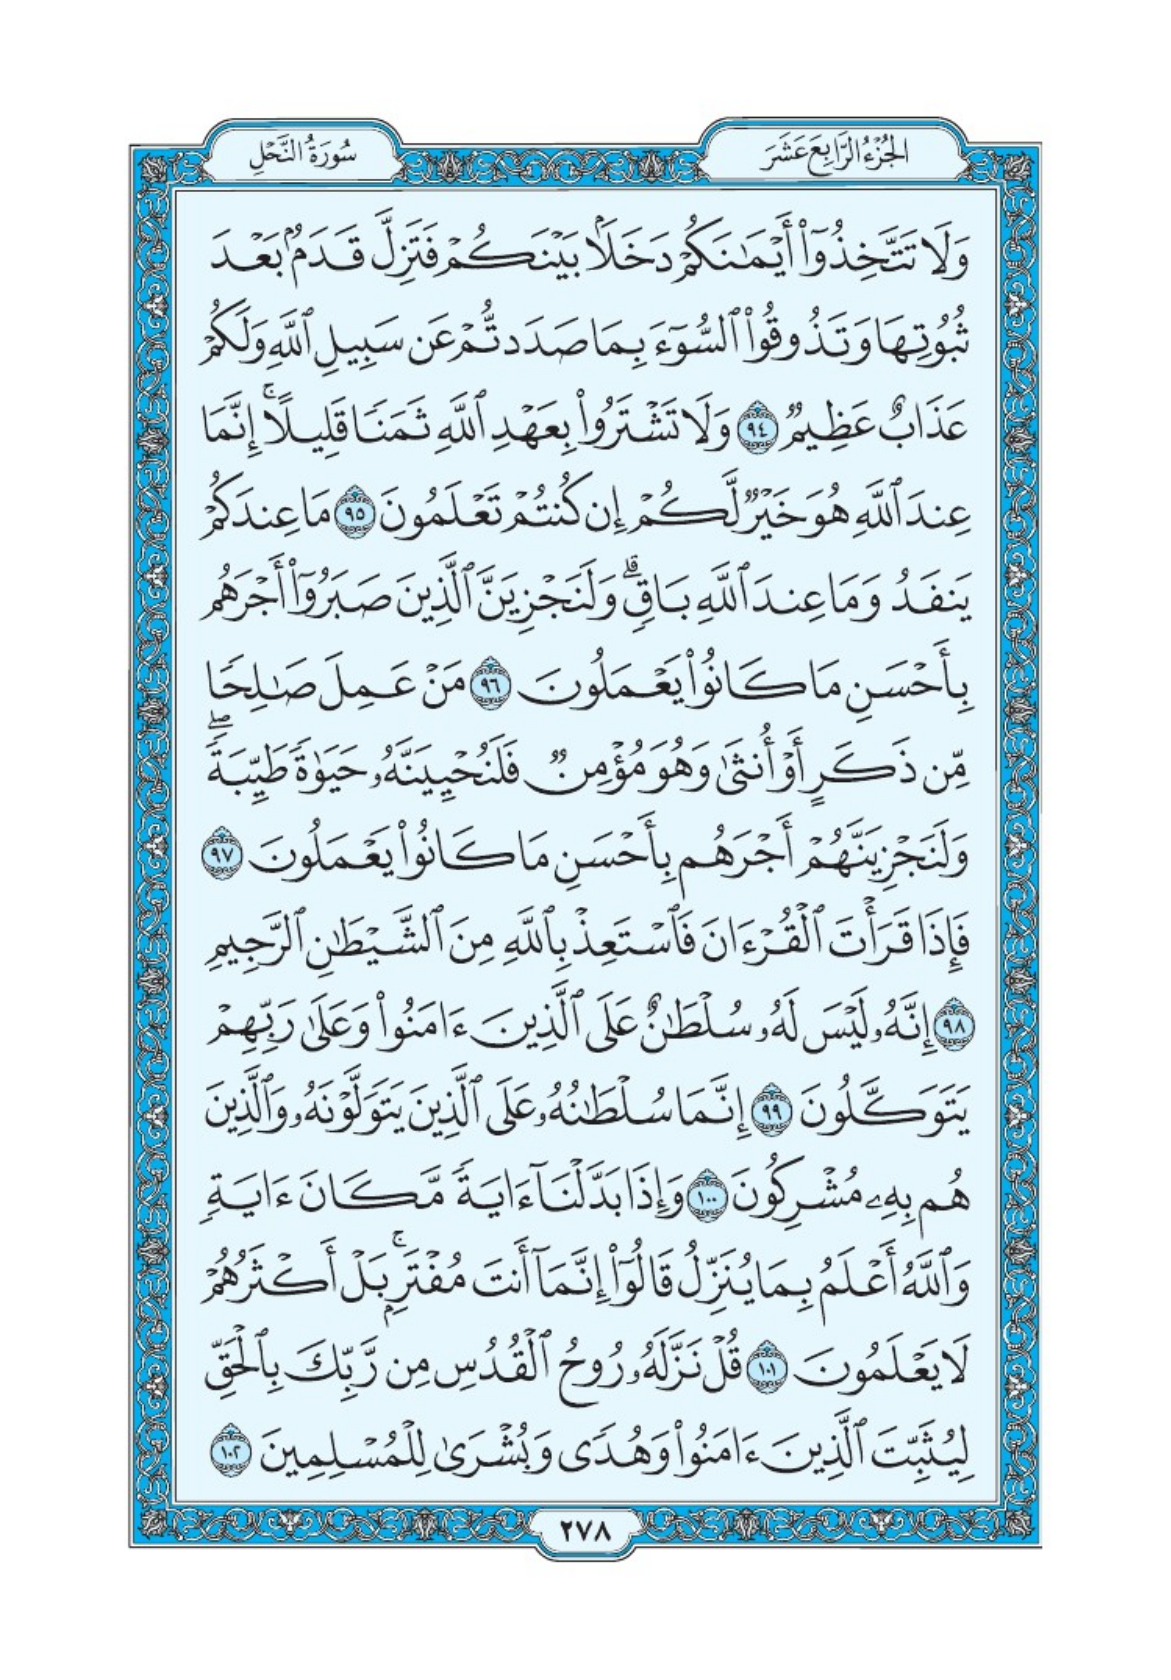 الجُزْءُ الرَّابِعَ عَشَرَ
سُورَةُ النَّحْلِ
وَلَا تَتَّخِذُوٓا۟ أَيْمَـٰنَكُمْ دَخَلًۢا بَيْنَكُمْ فَتَزِلَّ قَدَمٌۢ بَعْدَ
ثُبُوتِهَا وَتَذُوقُوا۟ ٱلسُّوٓءَ بِمَا صَدَدتُّمْ عَن سَبِيلِ ٱللَّهِ وَلَكُمْ
عَذَابٌ عَظِيمٌ ٩٤ وَلَا تَشْتَرُوا۟ بِعَهْدِ ٱللَّهِ ثَمَنًا قَلِيلًا ۚ إِنَّمَا
عِندَ ٱللَّهِ هُوَ خَيْرٌ لَّكُمْ إِن كُنتُمْ تَعْلَمُونَ ٩٥ مَا عِندَكُمْ
يَنفَدُ وَمَا عِندَ ٱللَّهِ بَاقٍ ۗ وَلَنَجْزِيَنَّ ٱلَّذِينَ صَبَرُوٓا۟ أَجْرَهُم
بِأَحْسَنِ مَا كَانُوا۟ يَعْمَلُونَ ٩٦ مَنْ عَمِلَ صَـٰلِحًا
مِّن ذَكَرٍ أَوْ أُنثَىٰ وَهُوَ مُؤْمِنٌ فَلَنُحْيِيَنَّهُۥ حَيَوٰةً طَيِّبَةً ۖ
وَلَنَجْزِيَنَّهُمْ أَجْرَهُم بِأَحْسَنِ مَا كَانُوا۟ يَعْمَلُونَ ٩٧
فَإِذَا قَرَأْتَ ٱلْقُرْءَانَ فَٱسْتَعِذْ بِٱللَّهِ مِنَ ٱلشَّيْطَـٰنِ ٱلرَّجِيمِ
٩٨ إِنَّهُۥ لَيْسَ لَهُۥ سُلْطَـٰنٌ عَلَى ٱلَّذِينَ ءَامَنُوا۟ وَعَلَىٰ رَبِّهِمْ
يَتَوَكَّلُونَ ٩٩ إِنَّمَا سُلْطَـٰنُهُۥ عَلَى ٱلَّذِينَ يَتَوَلَّوْنَهُۥ وَٱلَّذِينَ
هُم بِهِۦ مُشْرِكُونَ ١٠٠ وَإِذَا بَدَّلْنَآ ءَايَةً مَّكَانَ ءَايَةٍ
وَٱللَّهُ أَعْلَمُ بِمَا يُنَزِّلُ قَالُوٓا۟ إِنَّمَآ أَنتَ مُفْتَرٍۭ ۚ بَلْ أَكْثَرُهُمْ
لَا يَعْلَمُونَ ١٠١ قُلْ نَزَّلَهُۥ رُوحُ ٱلْقُدُسِ مِن رَّبِّكَ بِٱلْحَقِّ
لِيُثَبِّتَ ٱلَّذِينَ ءَامَنُوا۟ وَهُدًى وَبُشْرَىٰ لِلْمُسْلِمِينَ ١٠٢
٢٧٨